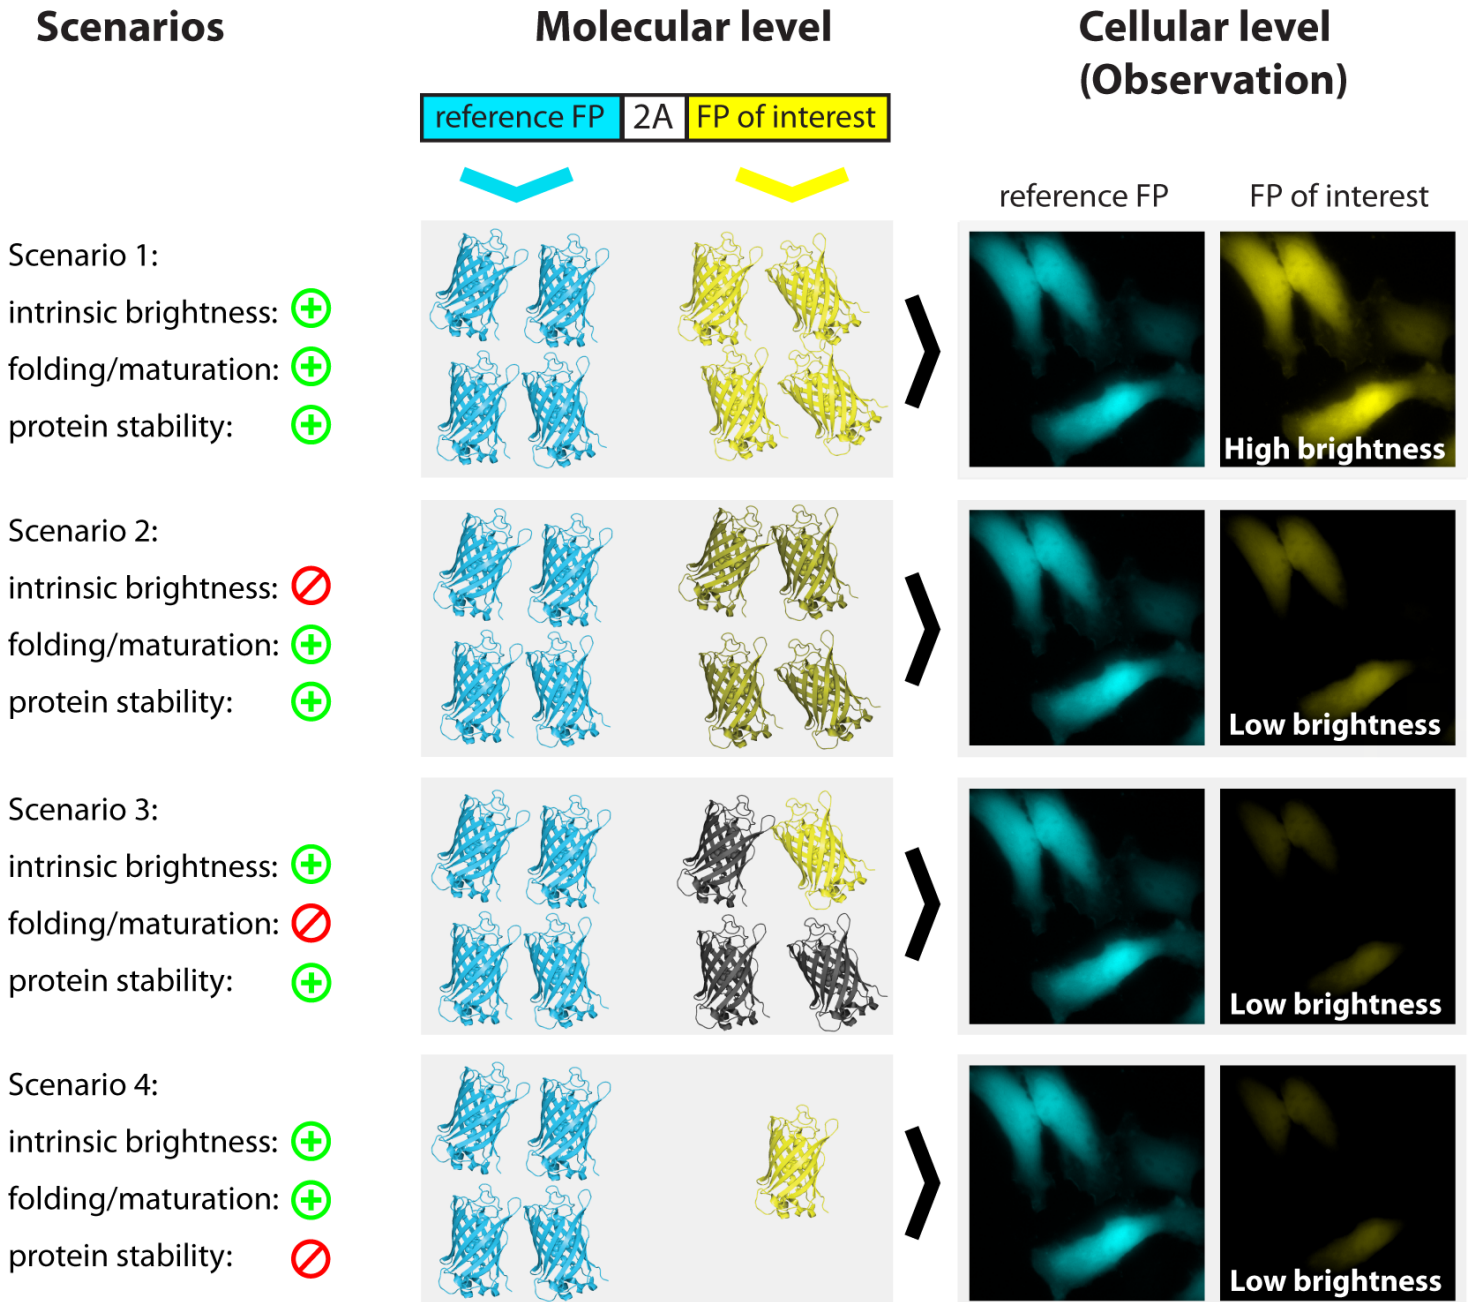 Scenarios
Molecular level
Cellular level
(Observation)
reference FP
2A
FP of interest
reference FP
FP of interest
Scenario 1:
intrinsic brightness:
folding/maturation:
protein stability:
High brightness
Scenario 2:
intrinsic brightness:
folding/maturation:
protein stability:
Low brightness
Scenario 3:
intrinsic brightness:
folding/maturation:
protein stability:
Low brightness
Scenario 4:
intrinsic brightness:
folding/maturation:
protein stability:
Low brightness